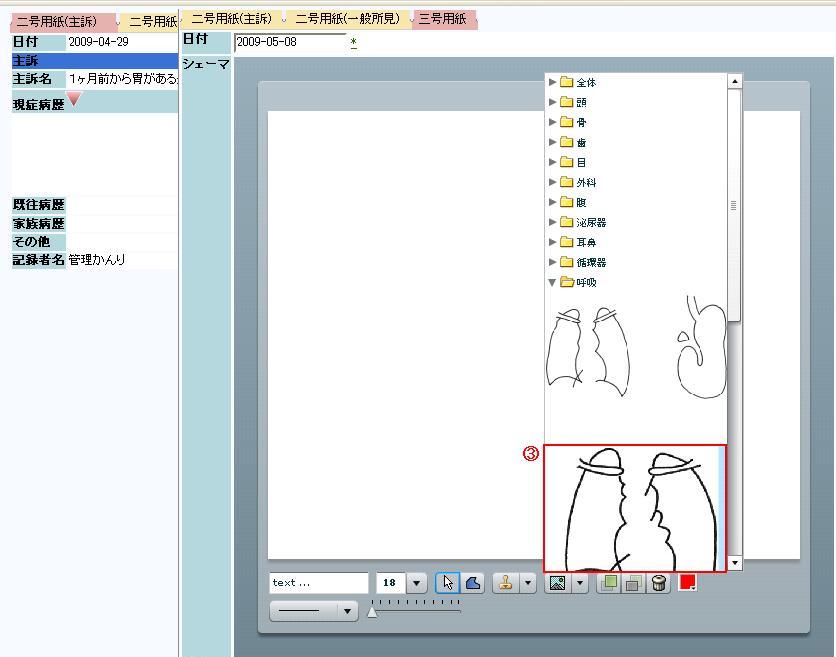 二号用紙(主訴) 二号用紙
日付 2009-04-29
主訴
主訴名 1ヶ月前から胃がある
現症病歴
既往病歴
家族病歴
その他
記録者名 管理かんり
二号用紙(主訴) 二号用紙(一般所見) 三号用紙
日付 2009-05-08 *
シェーマ
全体
頭
骨
歯
目
外科
腹
泌尿器
耳鼻
循環器
呼吸
③
text ... 18